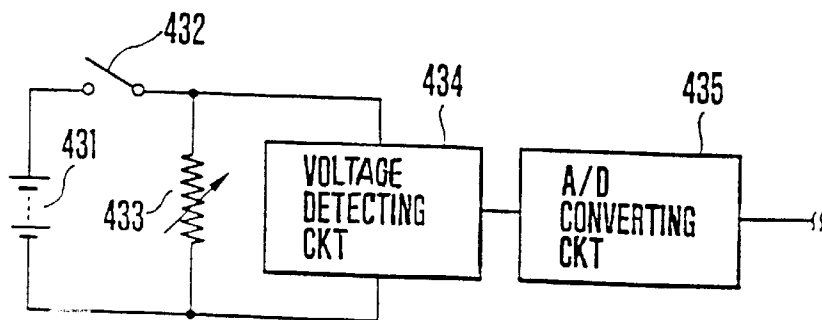 432
434
435
431
433
VOLTAGE
DETECTING
CKT
A/D
CONVERTING
CKT